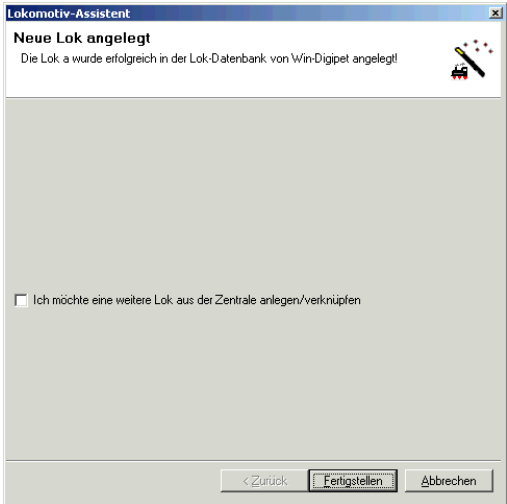 Lokomotiv-Assistent
Neue Lok angelegt
Die Lok a wurde erfolgreich in der Lok-Datenbank von Win-Digipet angelegt!
Ich möchte eine weitere Lok aus der Zentrale anlegen/verknüpfen
< Zurück Fertigstellen Abbrechen